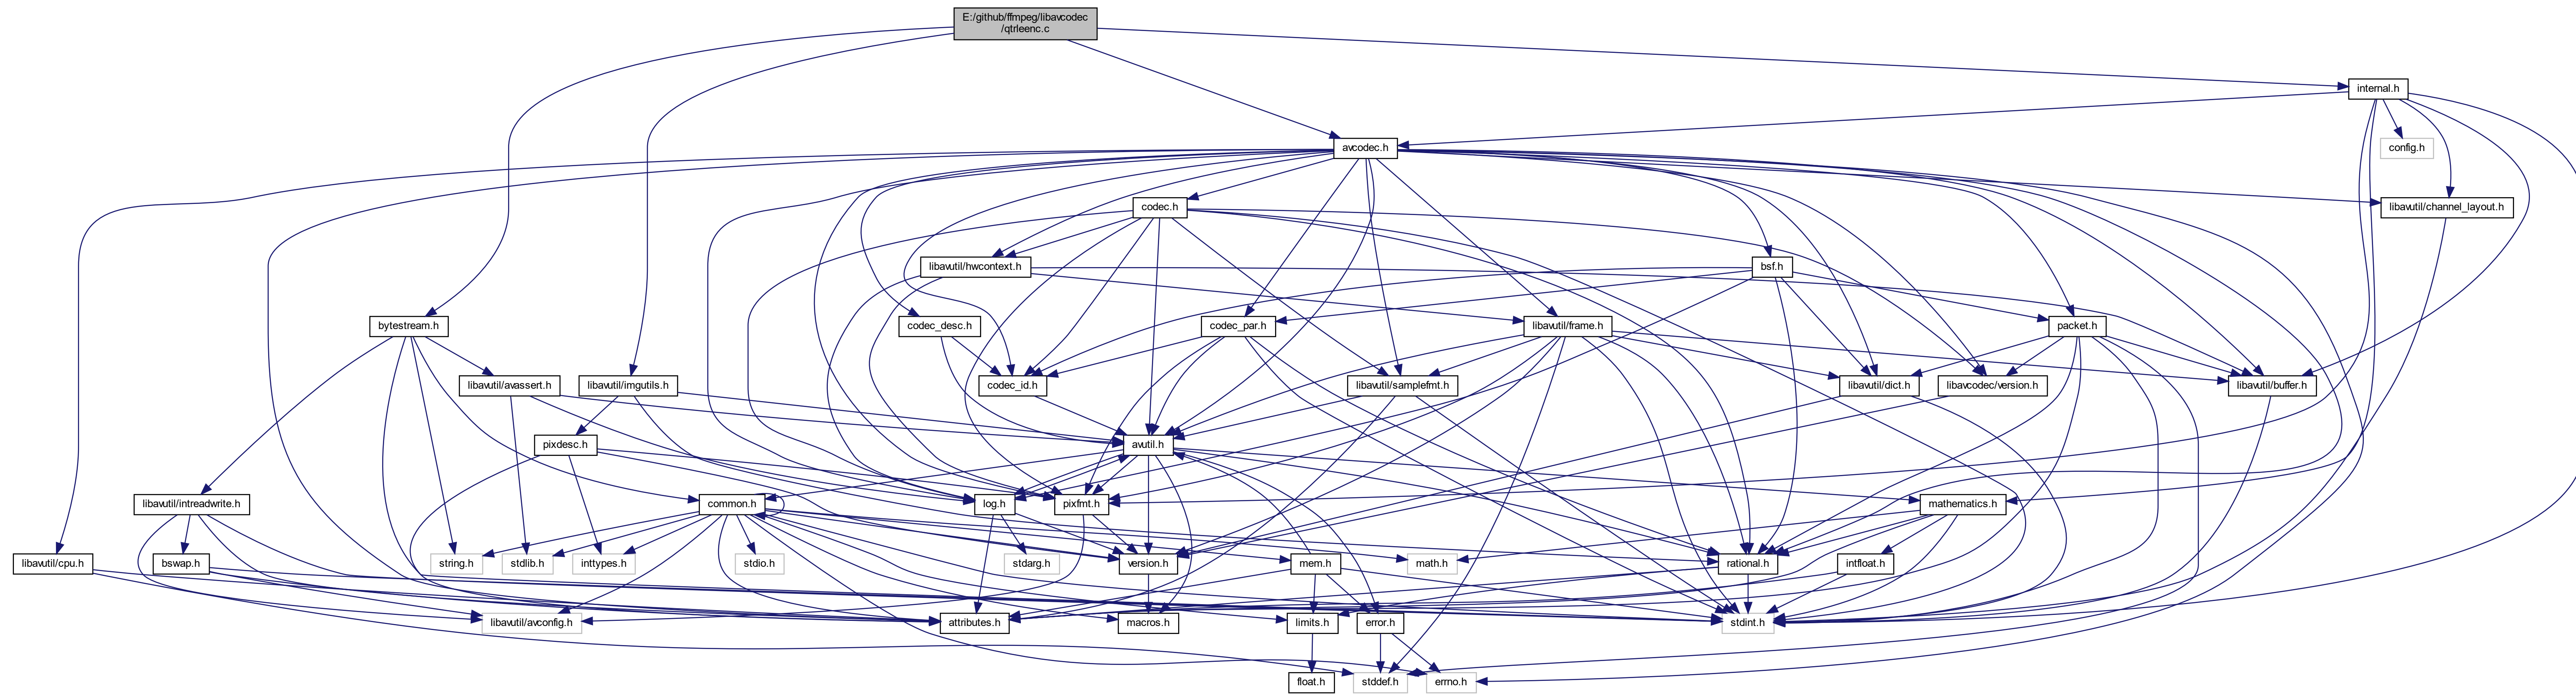 E:/github/ffmpeg/libavcodec
/qtrleenc.c
internal.h
avcodec.h
config.h
codec.h
libavutil/channel_layout.h
libavutil/hwcontext.h
bsf.h
bytestream.h
codec_desc.h
codec_par.h
libavutil/frame.h
packet.h
libavutil/avassert.h
libavutil/imgutils.h
codec_id.h
libavutil/samplefmt.h
libavutil/dict.h
libavcodec/version.h
libavutil/buffer.h
pixdesc.h
avutil.h
libavutil/intreadwrite.h
common.h
log.h
pixfmt.h
mathematics.h
libavutil/cpu.h
bswap.h
string.h
stdlib.h
inttypes.h
stdio.h
stdarg.h
version.h
mem.h
math.h
rational.h
intfloat.h
libavutil/avconfig.h
attributes.h
macros.h
limits.h
error.h
stdint.h
float.h
stddef.h
errno.h